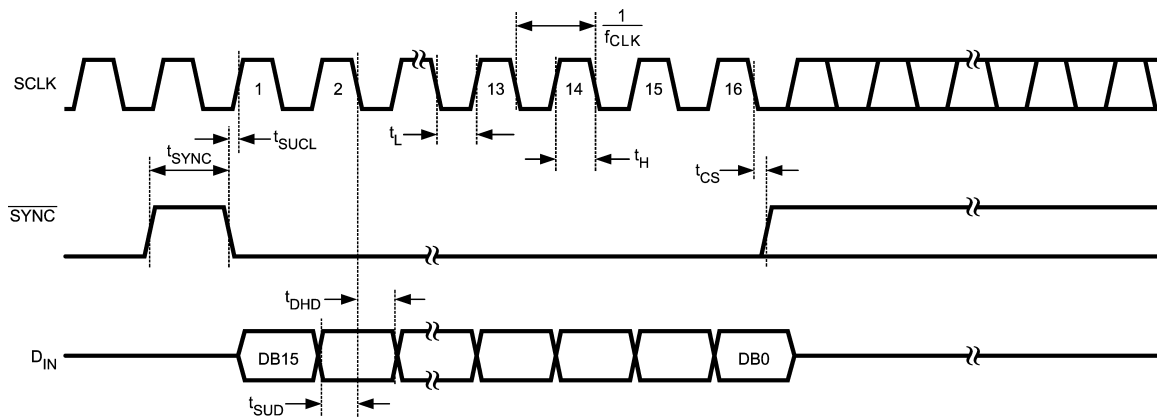 1
fCLK
SCLK
1 2 13 14 15 16
tSUCL
tL
tH
tSYNC
tCS
SYNC
tDHD
DIN
DB15
DB0
tSUD